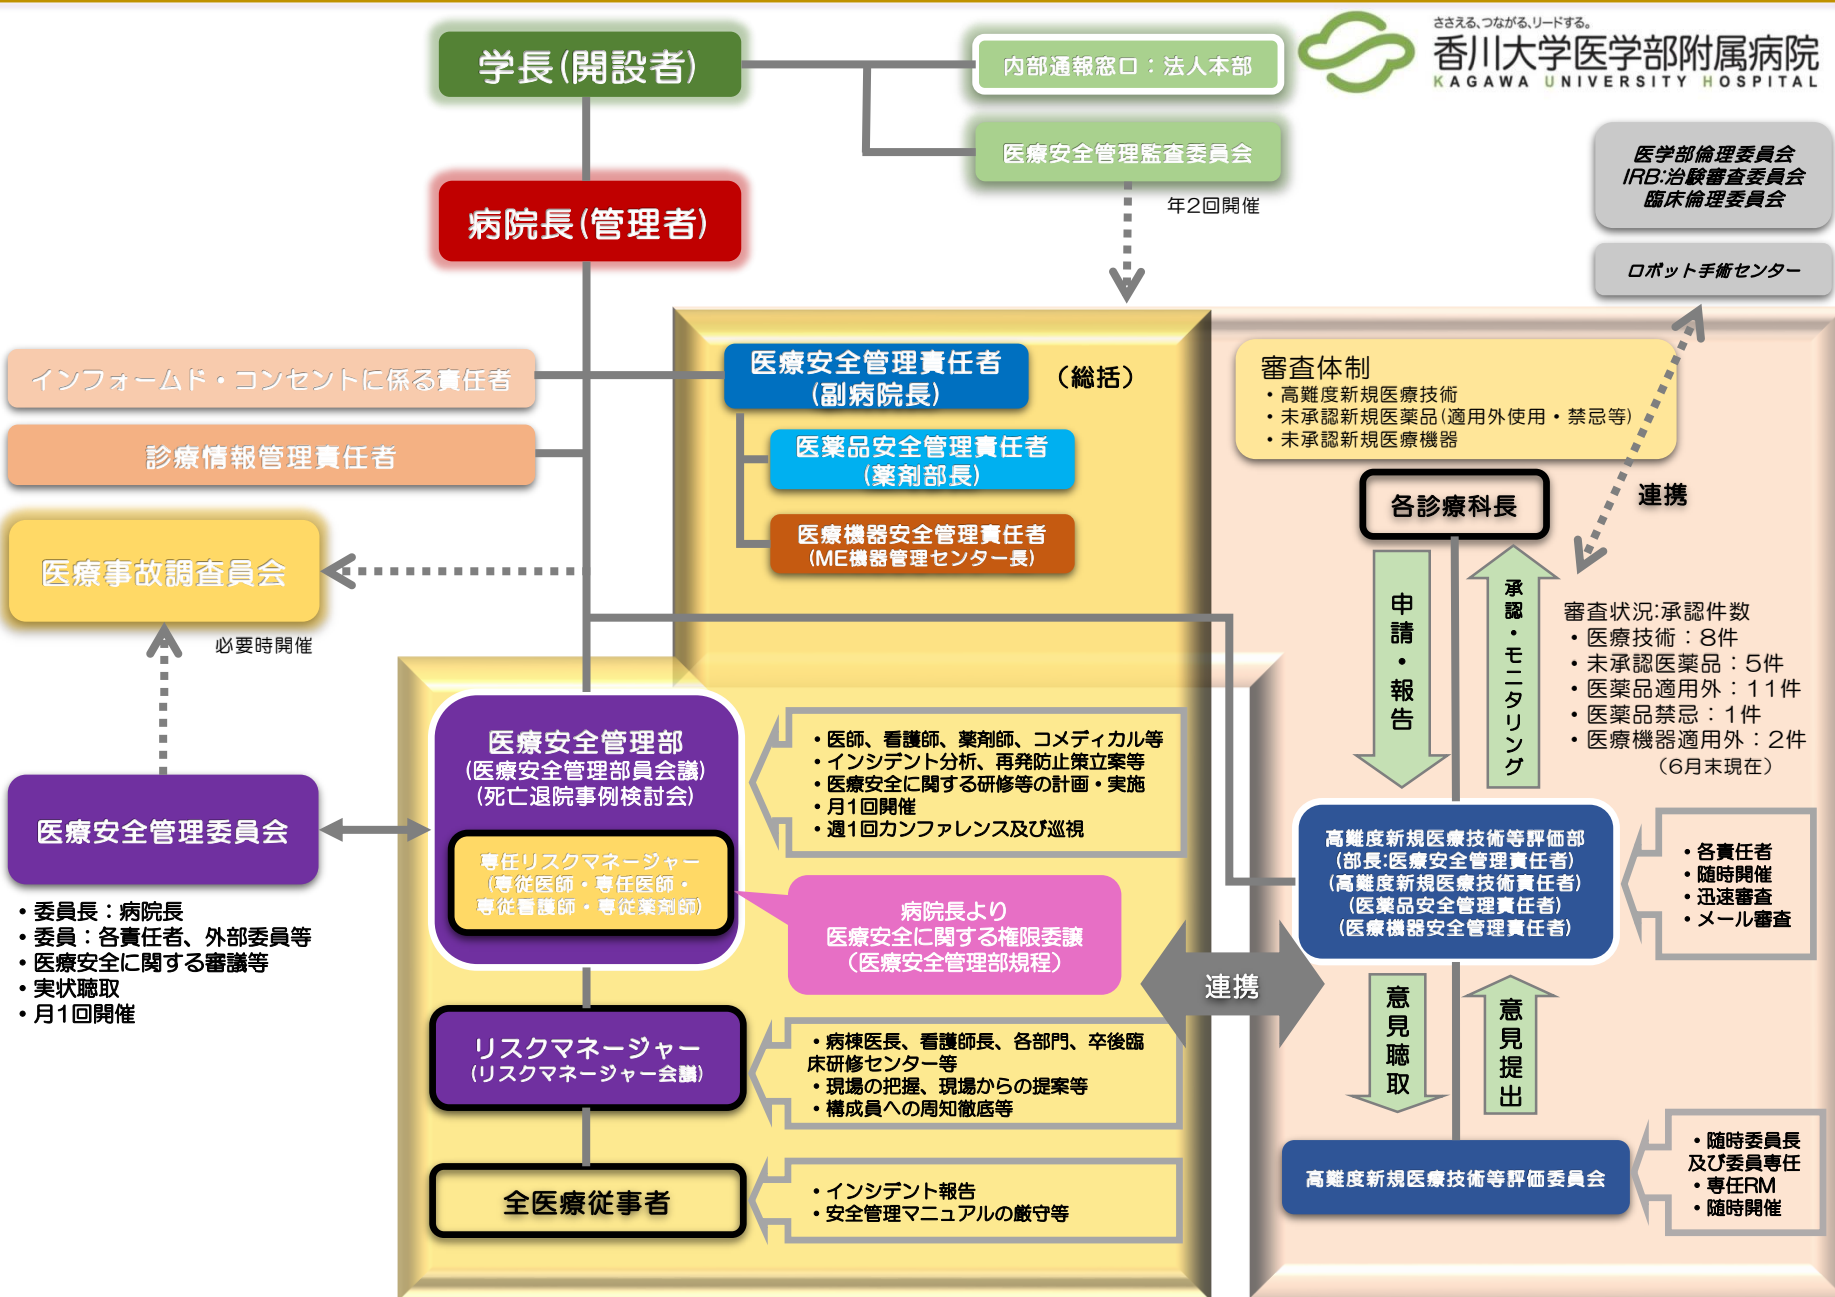 学長(開設者)
内部通報窓口：法人本部
ささえる、つながる、リードする。
香川大学医学部附属病院
KAGAWA UNIVERSITY HOSPITAL
医療安全管理監査委員会
年2回開催
医学部倫理委員会
IRB:治験審査委員会
臨床倫理委員会
ロボット手術センター
病院長(管理者)
インフォームド・コンセントに係る責任者
診療情報管理責任者
医療安全管理責任者
(副病院長)
（総括）
医薬品安全管理責任者
(薬剤部長)
医療機器安全管理責任者
(ME機器管理センター長)
審査体制
・高難度新規医療技術
・未承認新規医薬品(適用外使用・禁忌等)
・未承認新規医療機器
連携
各診療科長
申請・報告
承認・モニタリング
審査状況:承認件数
・医療技術：8件
・未承認医薬品：5件
・医薬品適用外：11件
・医薬品禁忌：1件
・医療機器適用外：2件
（6月末現在）
医療事故調査員会
必要時開催
医療安全管理委員会
・委員長：病院長
・委員：各責任者、外部委員等
・医療安全に関する審議等
・実状聴取
・月1回開催
医療安全管理部
(医療安全管理部員会議)
(死亡退院事例検討会)
専任リスクマネージャー
(専従医師・専任医師・
専従看護師・専従薬剤師)
・医師、看護師、薬剤師、コメディカル等
・インシデント分析、再発防止策立案等
・医療安全に関する研修等の計画・実施
・月1回開催
・週1回カンファレンス及び巡視
病院長より
医療安全に関する権限委譲
（医療安全管理部規程）
リスクマネージャー
(リスクマネージャー会議)
・病棟医長、看護師長、各部門、卒後臨
床研修センター等
・現場の把握、現場からの提案等
・構成員への周知徹底等
全医療従事者
・インシデント報告
・安全管理マニュアルの厳守等
連携
高難度新規医療技術等評価部
(部長:医療安全管理責任者)
(高難度新規医療技術責任者)
(医薬品安全管理責任者)
(医療機器安全管理責任者)
・各責任者
・随時開催
・迅速審査
・メール審査
意見聴取
意見提出
高難度新規医療技術等評価委員会
・随時委員長
及び委員専任
・専任RM
・随時開催